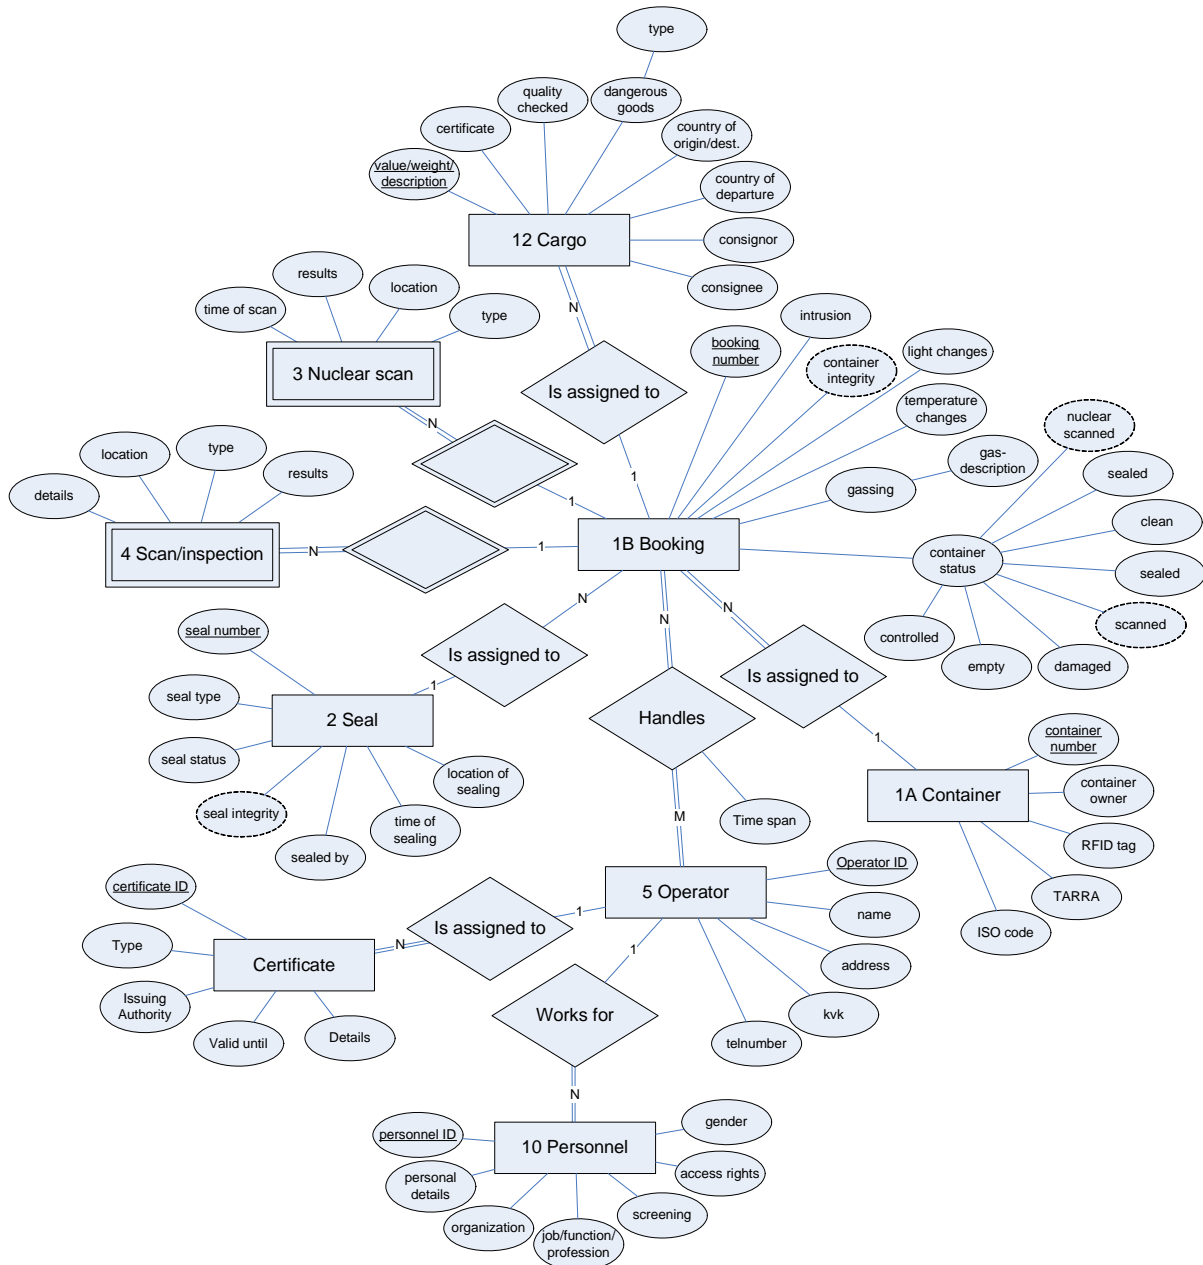 type
quality
checked
dangerous
goods
certificate
country of
origin/dest.
value/weight/
description
country of
departure
12 Cargo
consignor
consignee
results
location
time of scan
type
N
intrusion
booking
number
container
integrity
light changes
3 Nuclear scan
Is assigned to
temperature
changes
nuclear
scanned
N
type
location
results
gas-
description
sealed
details
gassing
1
1
clean
4 Scan/inspection
N
1
1B Booking
container
status
sealed
N
N
N
seal number
scanned
controlled
empty
damaged
Is assigned to
Is assigned to
1
seal type
2 Seal
Handles
container
number
1
seal status
location of
sealing
1A Container
container
owner
seal integrity
time of
sealing
M
Time span
RFID tag
sealed by
Operator ID
certificate ID
5 Operator
TARRA
1
name
Is assigned to
ISO code
Type
N
1
Certificate
address
Issuing
Authority
Works for
kvk
Valid until
Details
telnumber
N
gender
personnel ID
10 Personnel
access rights
personal
details
screening
organization
job/function/
profession